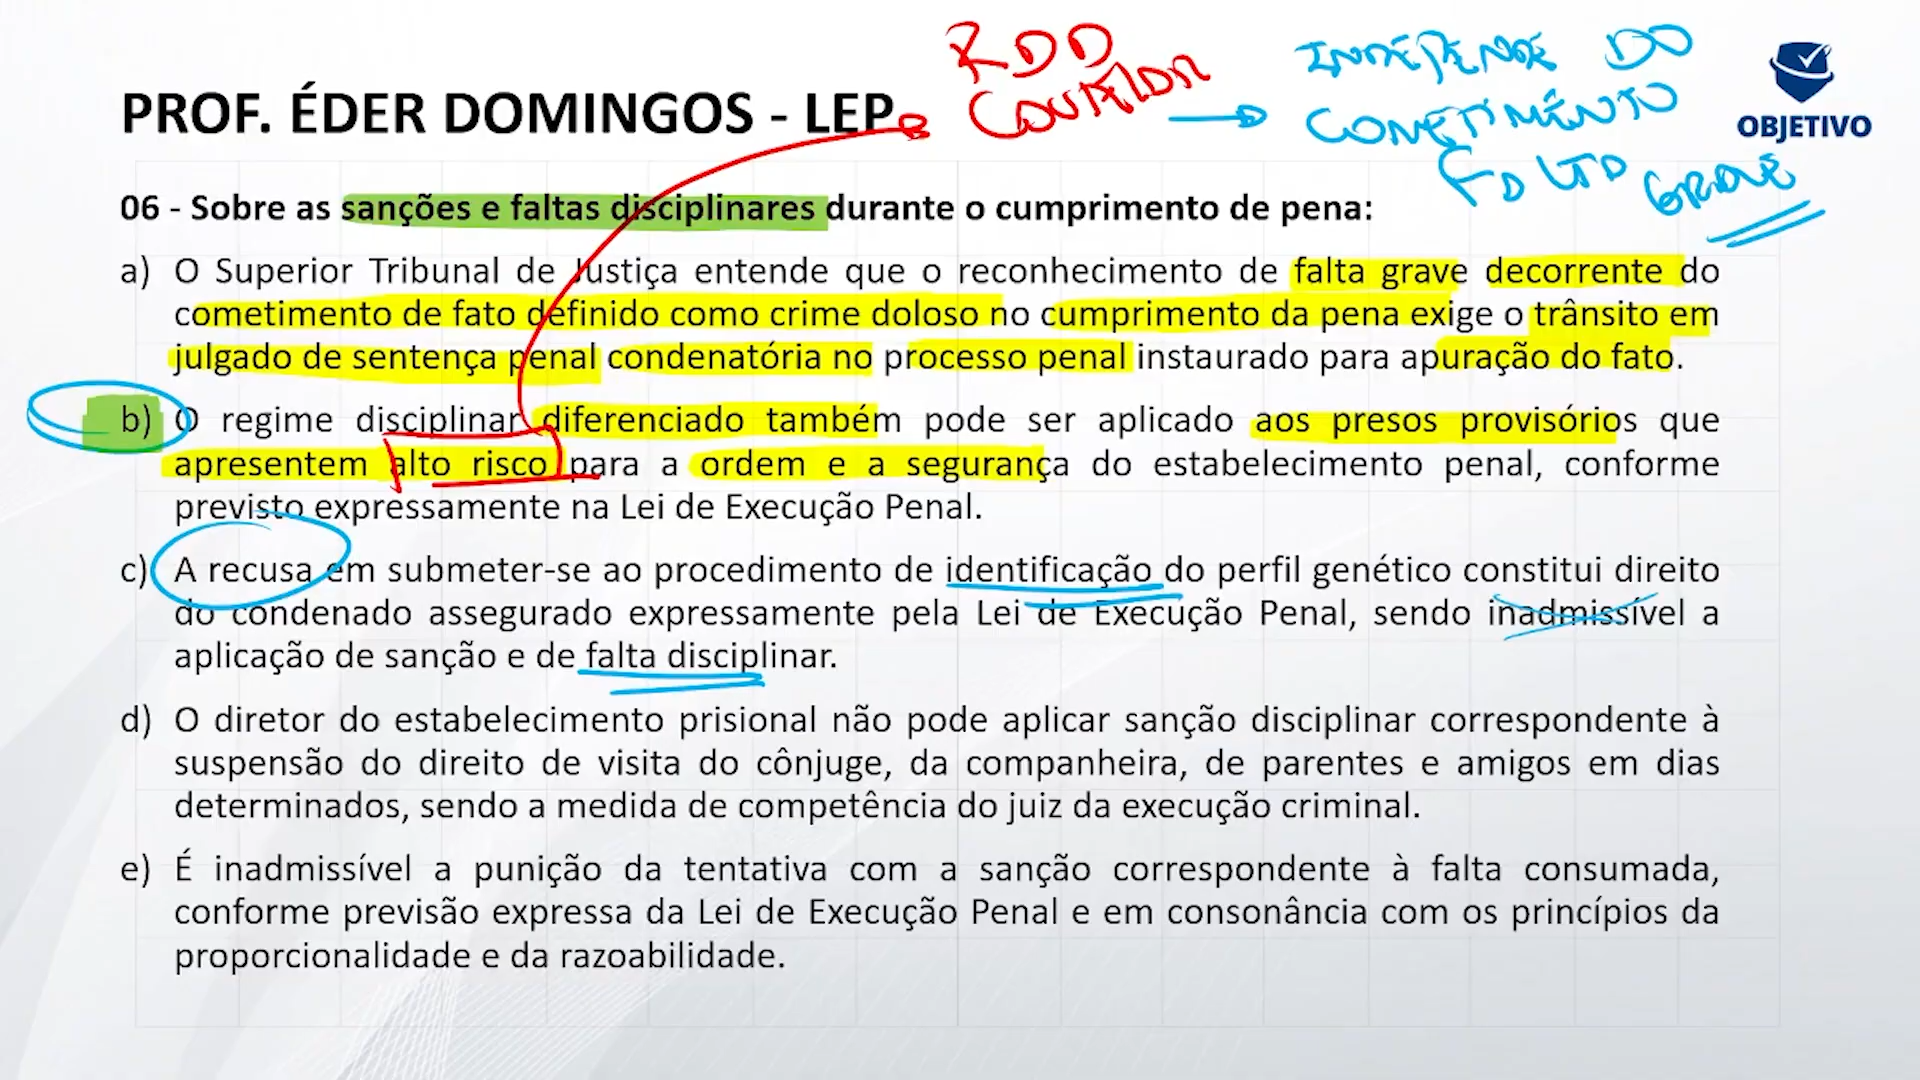 RDD
CAUTELAR
INDEPENDE DO
COMETIMENTO
FALTA GRAVE
PROF. ÉDER DOMINGOS - LEP
OBJETIVO
06 - Sobre as sanções e faltas disciplinares durante o cumprimento de pena:
a) O Superior Tribunal de Justiça entende que o reconhecimento de falta grave decorrente do
cometimento de fato definido como crime doloso no cumprimento da pena exige o trânsito em
julgado de sentença penal condenatória no processo penal instaurado para apuração do fato.
b) O regime disciplinar diferenciado também pode ser aplicado aos presos provisórios que
apresentem alto risco para a ordem e a segurança do estabelecimento penal, conforme
previsto expressamente na Lei de Execução Penal.
c) A recusa em submeter-se ao procedimento de identificação do perfil genético constitui direito
do condenado assegurado expressamente pela Lei de Execução Penal, sendo inadmissível a
aplicação de sanção e de falta disciplinar.
d) O diretor do estabelecimento prisional não pode aplicar sanção disciplinar correspondente à
suspensão do direito de visita do cônjuge, da companheira, de parentes e amigos em dias
determinados, sendo a medida de competência do juiz da execução criminal.
e) É inadmissível a punição da tentativa com a sanção correspondente à falta consumada,
conforme previsão expressa da Lei de Execução Penal e em consonância com os princípios da
proporcionalidade e da razoabilidade.